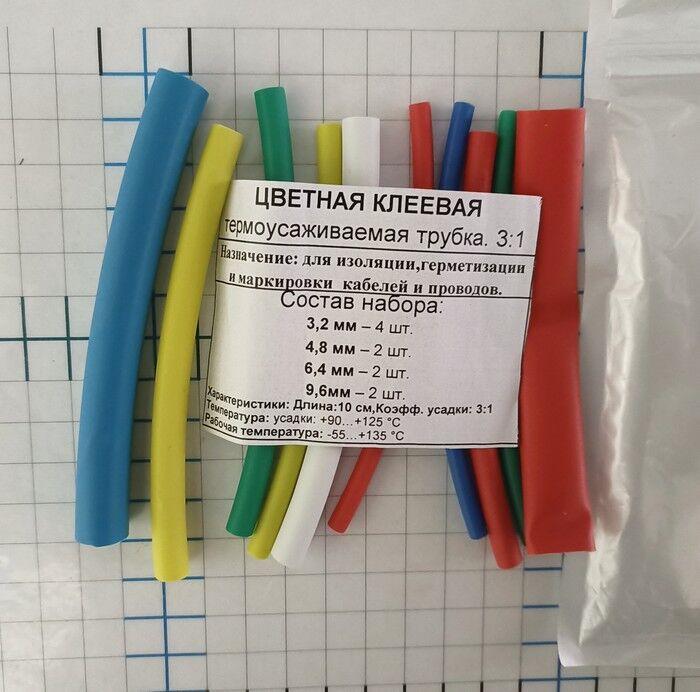 ЦВЕТНАЯ КЛЕЕВАЯ
термоусаживаемая трубка. 3:1
Назначение: для изоляции,герметизации
и маркировки кабелей и проводов.
Состав набора:
3,2 мм – 4 шт.
4,8 мм – 2 шт.
6,4 мм – 2 шт.
9,6мм – 2 шт.
Характеристики: Длина:10 см,Коэфф. усадки: 3:1
Температура: усадки: +90...+125 °C
Рабочая температура: -55...+135 °C